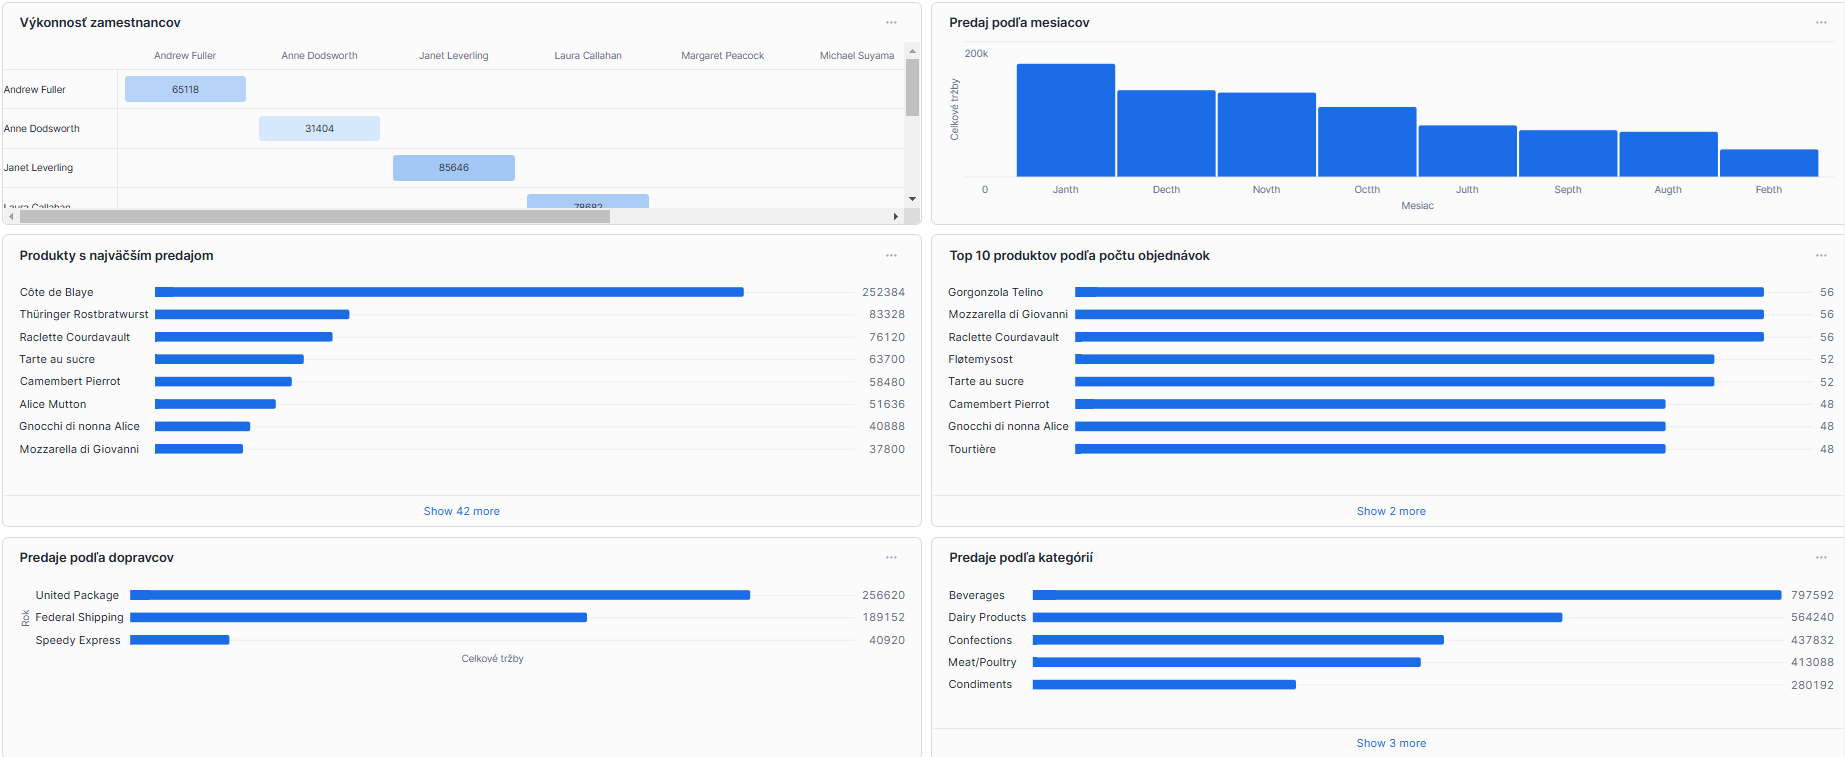 Výkonnosť zamestnancov
Andrew Fuller Anne Dodsworth Janet Leverling Laura Callahan Margaret Peacock Michael Suyama
Andrew Fuller 65118
Anne Dodsworth 31404
Janet Leverling 85646
Laura Callahan 78682
Predaj podľa mesiacov
200k
Celkové tržby
0
Janth Decth Novth Octth Julth Septh Augth Febth
Mesiac
Produkty s najväčším predajom
Côte de Blaye 252384
Thüringer Rostbratwurst 83328
Raclette Courdavault 76120
Tarte au sucre 63700
Camembert Pierrot 58480
Alice Mutton 51636
Gnocchi di nonna Alice 40888
Mozzarella di Giovanni 37800
Show 42 more
Top 10 produktov podľa počtu objednávok
Gorgonzola Telino 56
Mozzarella di Giovanni 56
Raclette Courdavault 56
Fløtemysost 52
Tarte au sucre 52
Camembert Pierrot 48
Gnocchi di nonna Alice 48
Tourtière 48
Show 2 more
Predaje podľa dopravcov
Rok
United Package 256620
Federal Shipping 189152
Speedy Express 40920
Celkové tržby
Predaje podľa kategórií
Beverages 797592
Dairy Products 564240
Confections 437832
Meat/Poultry 413088
Condiments 280192
Show 3 more